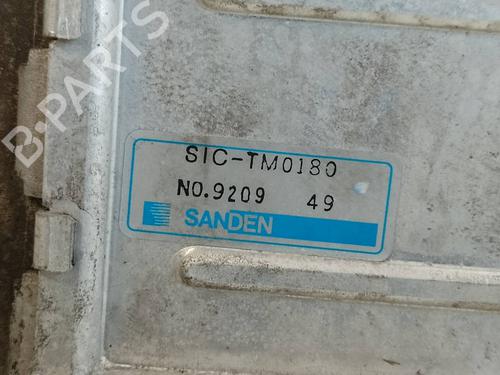 B-PARTS
SIC-TM0180
NO.9209 49
SANDEN